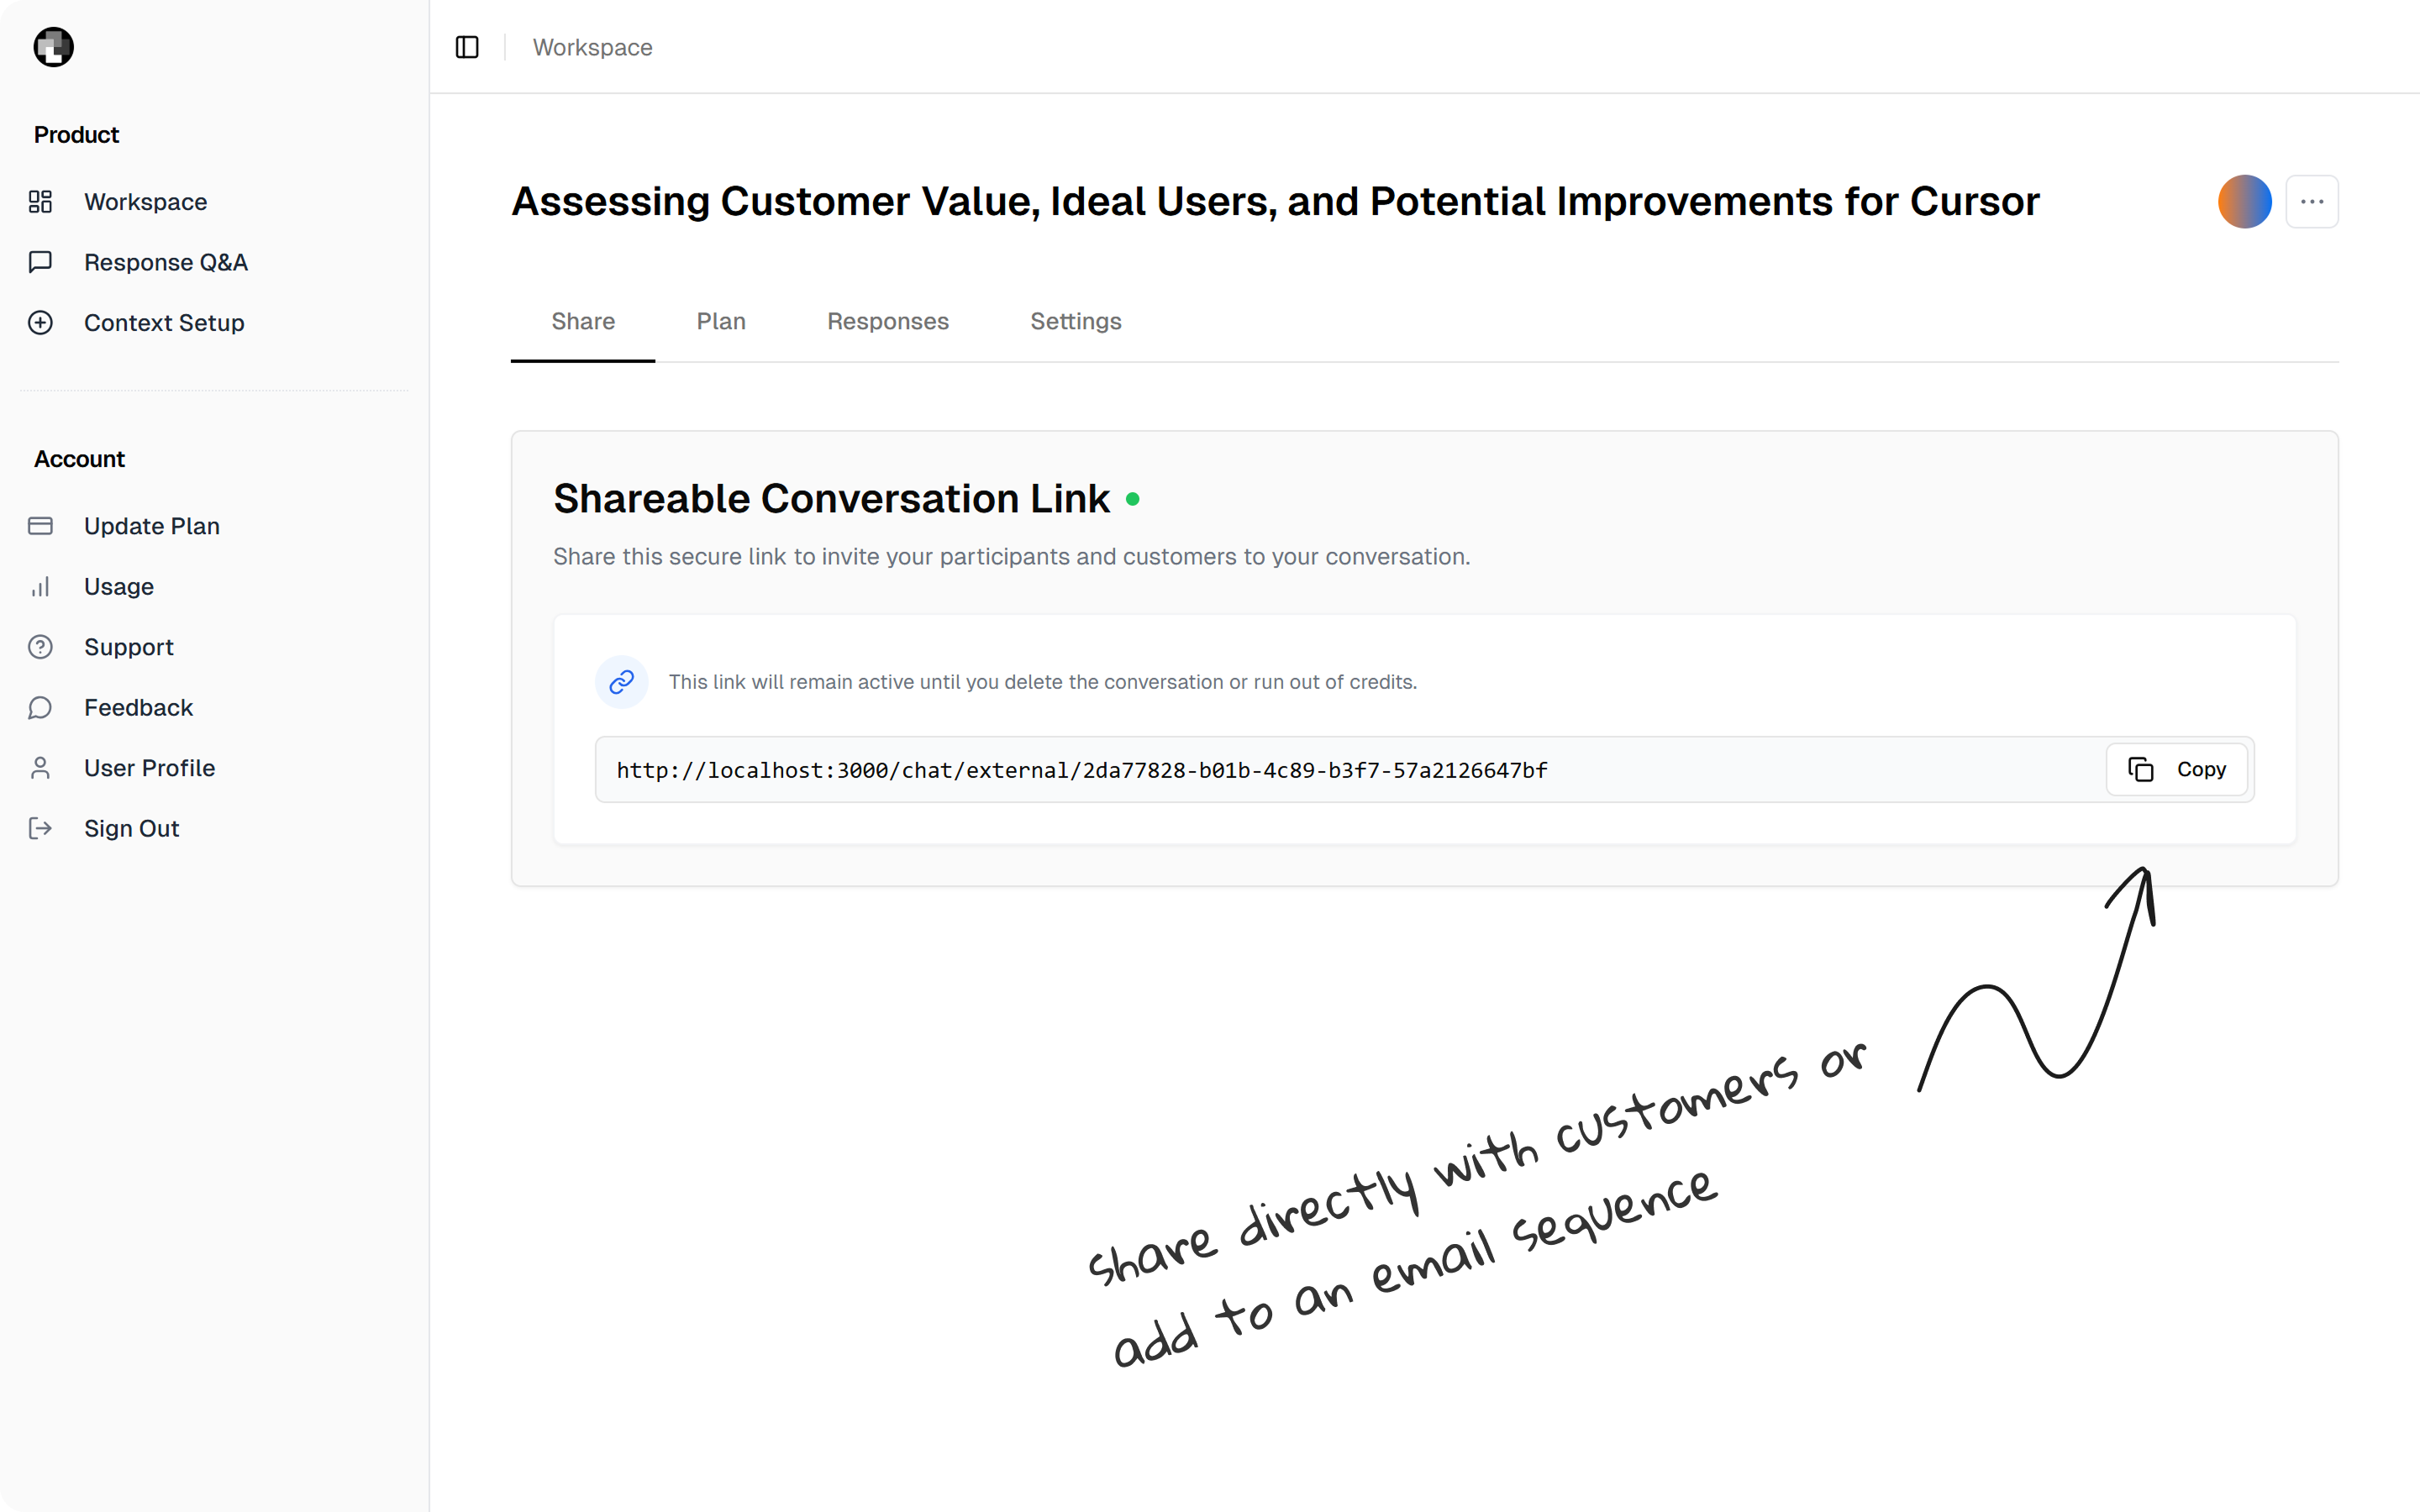 Product
Workspace
Response Q&A
Context Setup
Account
Update Plan
Usage
Support
Feedback
User Profile
Sign Out
Workspace
Assessing Customer Value, Ideal Users, and Potential Improvements for Cursor
Share Plan Responses Settings
Shareable Conversation Link
Share this secure link to invite your participants and customers to your conversation.
This link will remain active until you delete the conversation or run out of credits.
http://localhost:3000/chat/external/2da77828-b01b-4c89-b3f7-57a2126647bf Copy
share directly with customers or
add to an email sequence